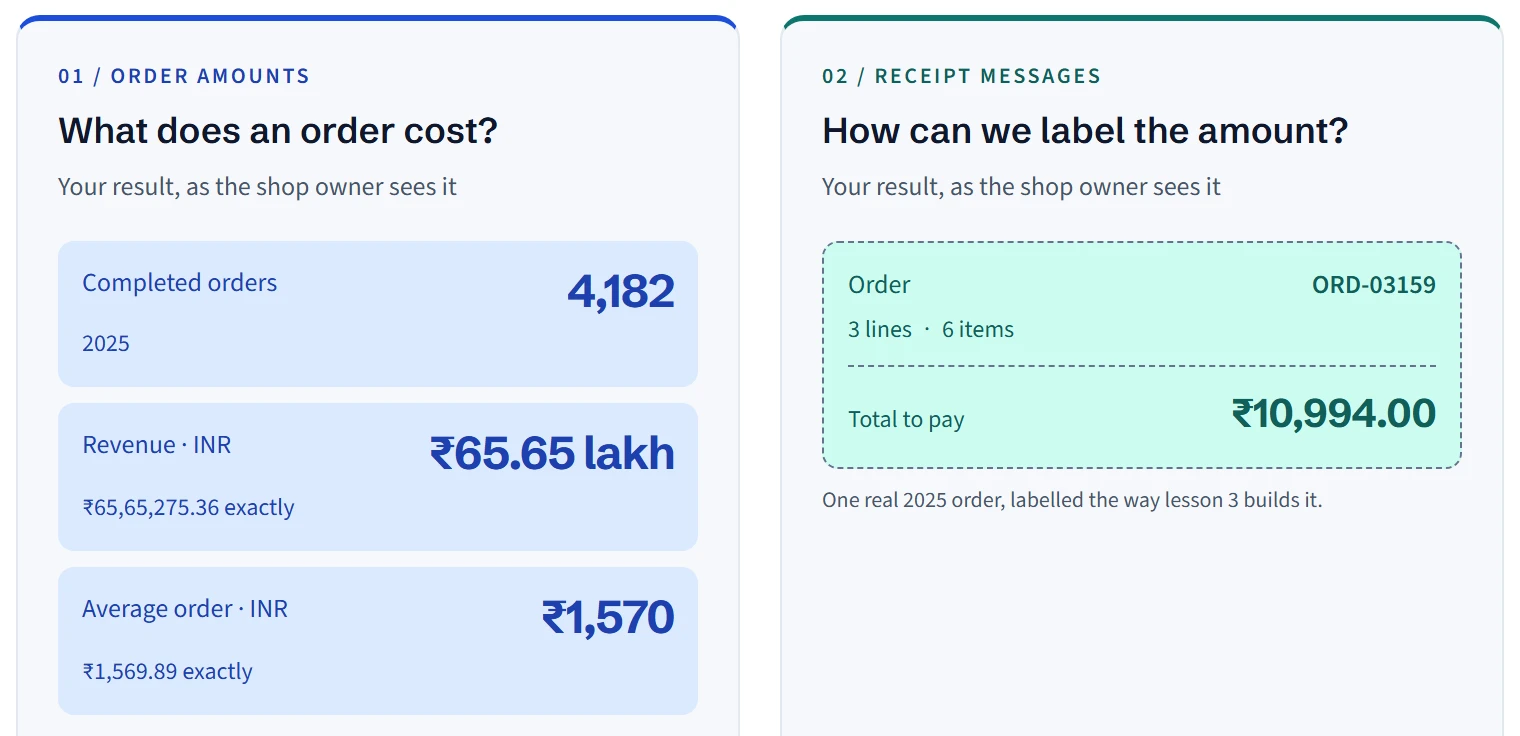 01 / ORDER AMOUNTS
What does an order cost?
Your result, as the shop owner sees it
Completed orders
4,182
2025
Revenue · INR
₹65.65 lakh
₹65,65,275.36 exactly
Average order · INR
₹1,570
₹1,569.89 exactly
02 / RECEIPT MESSAGES
How can we label the amount?
Your result, as the shop owner sees it
Order
ORD-03159
3 lines · 6 items
Total to pay
₹10,994.00
One real 2025 order, labelled the way lesson 3 builds it.